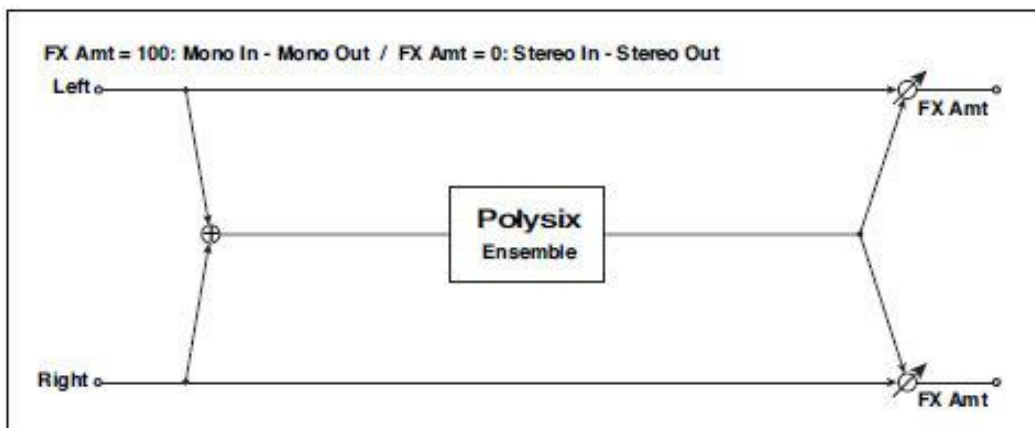 FX Amt = 100: Mono In - Mono Out / FX Amt = 0: Stereo In - Stereo Out
Left
FX Amt
Polysix
Ensemble
Right
FX Amt